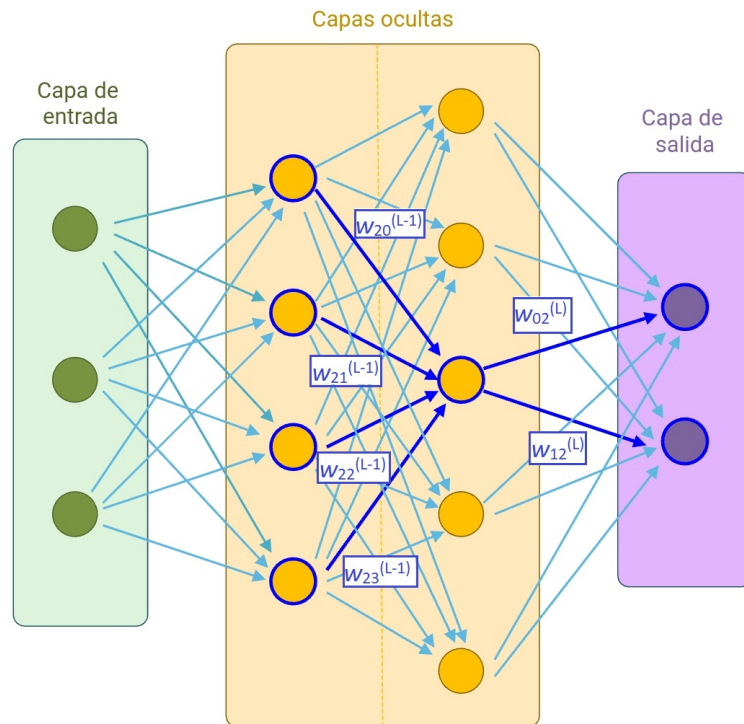 Capas ocultas
Capa de
entrada
Capa de
salida
w₂₀⁽ᴸ⁻¹⁾
w₀₂⁽ᴸ⁾
w₂₁⁽ᴸ⁻¹⁾
w₁₂⁽ᴸ⁾
w₂₂⁽ᴸ⁻¹⁾
w₂₃⁽ᴸ⁻¹⁾